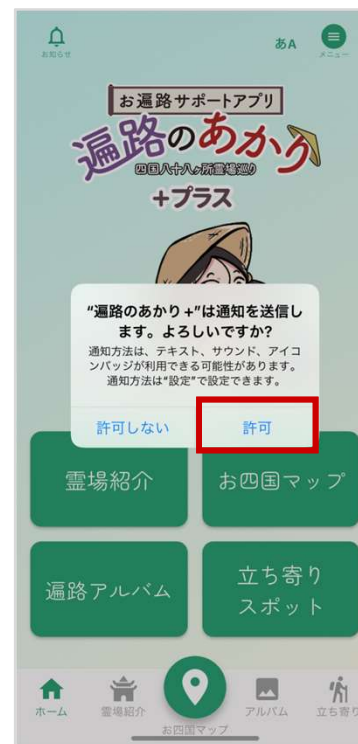 お知らせ
あA
メニュー
お遍路サポートアプリ
遍路のあかり
四国八十八ヶ所霊場巡り
+プラス
“遍路のあかり+”は通知を送信し
ます。よろしいですか?
通知方法は、テキスト、サウンド、アイコ
ンバッジが利用できる可能性があります。
通知方法は“設定”で設定できます。
許可しない
許可
霊場紹介
お四国マップ
遍路アルバム
立ち寄り
スポット
ホーム
霊場紹介
お四国マップ
アルバム
立ち寄り